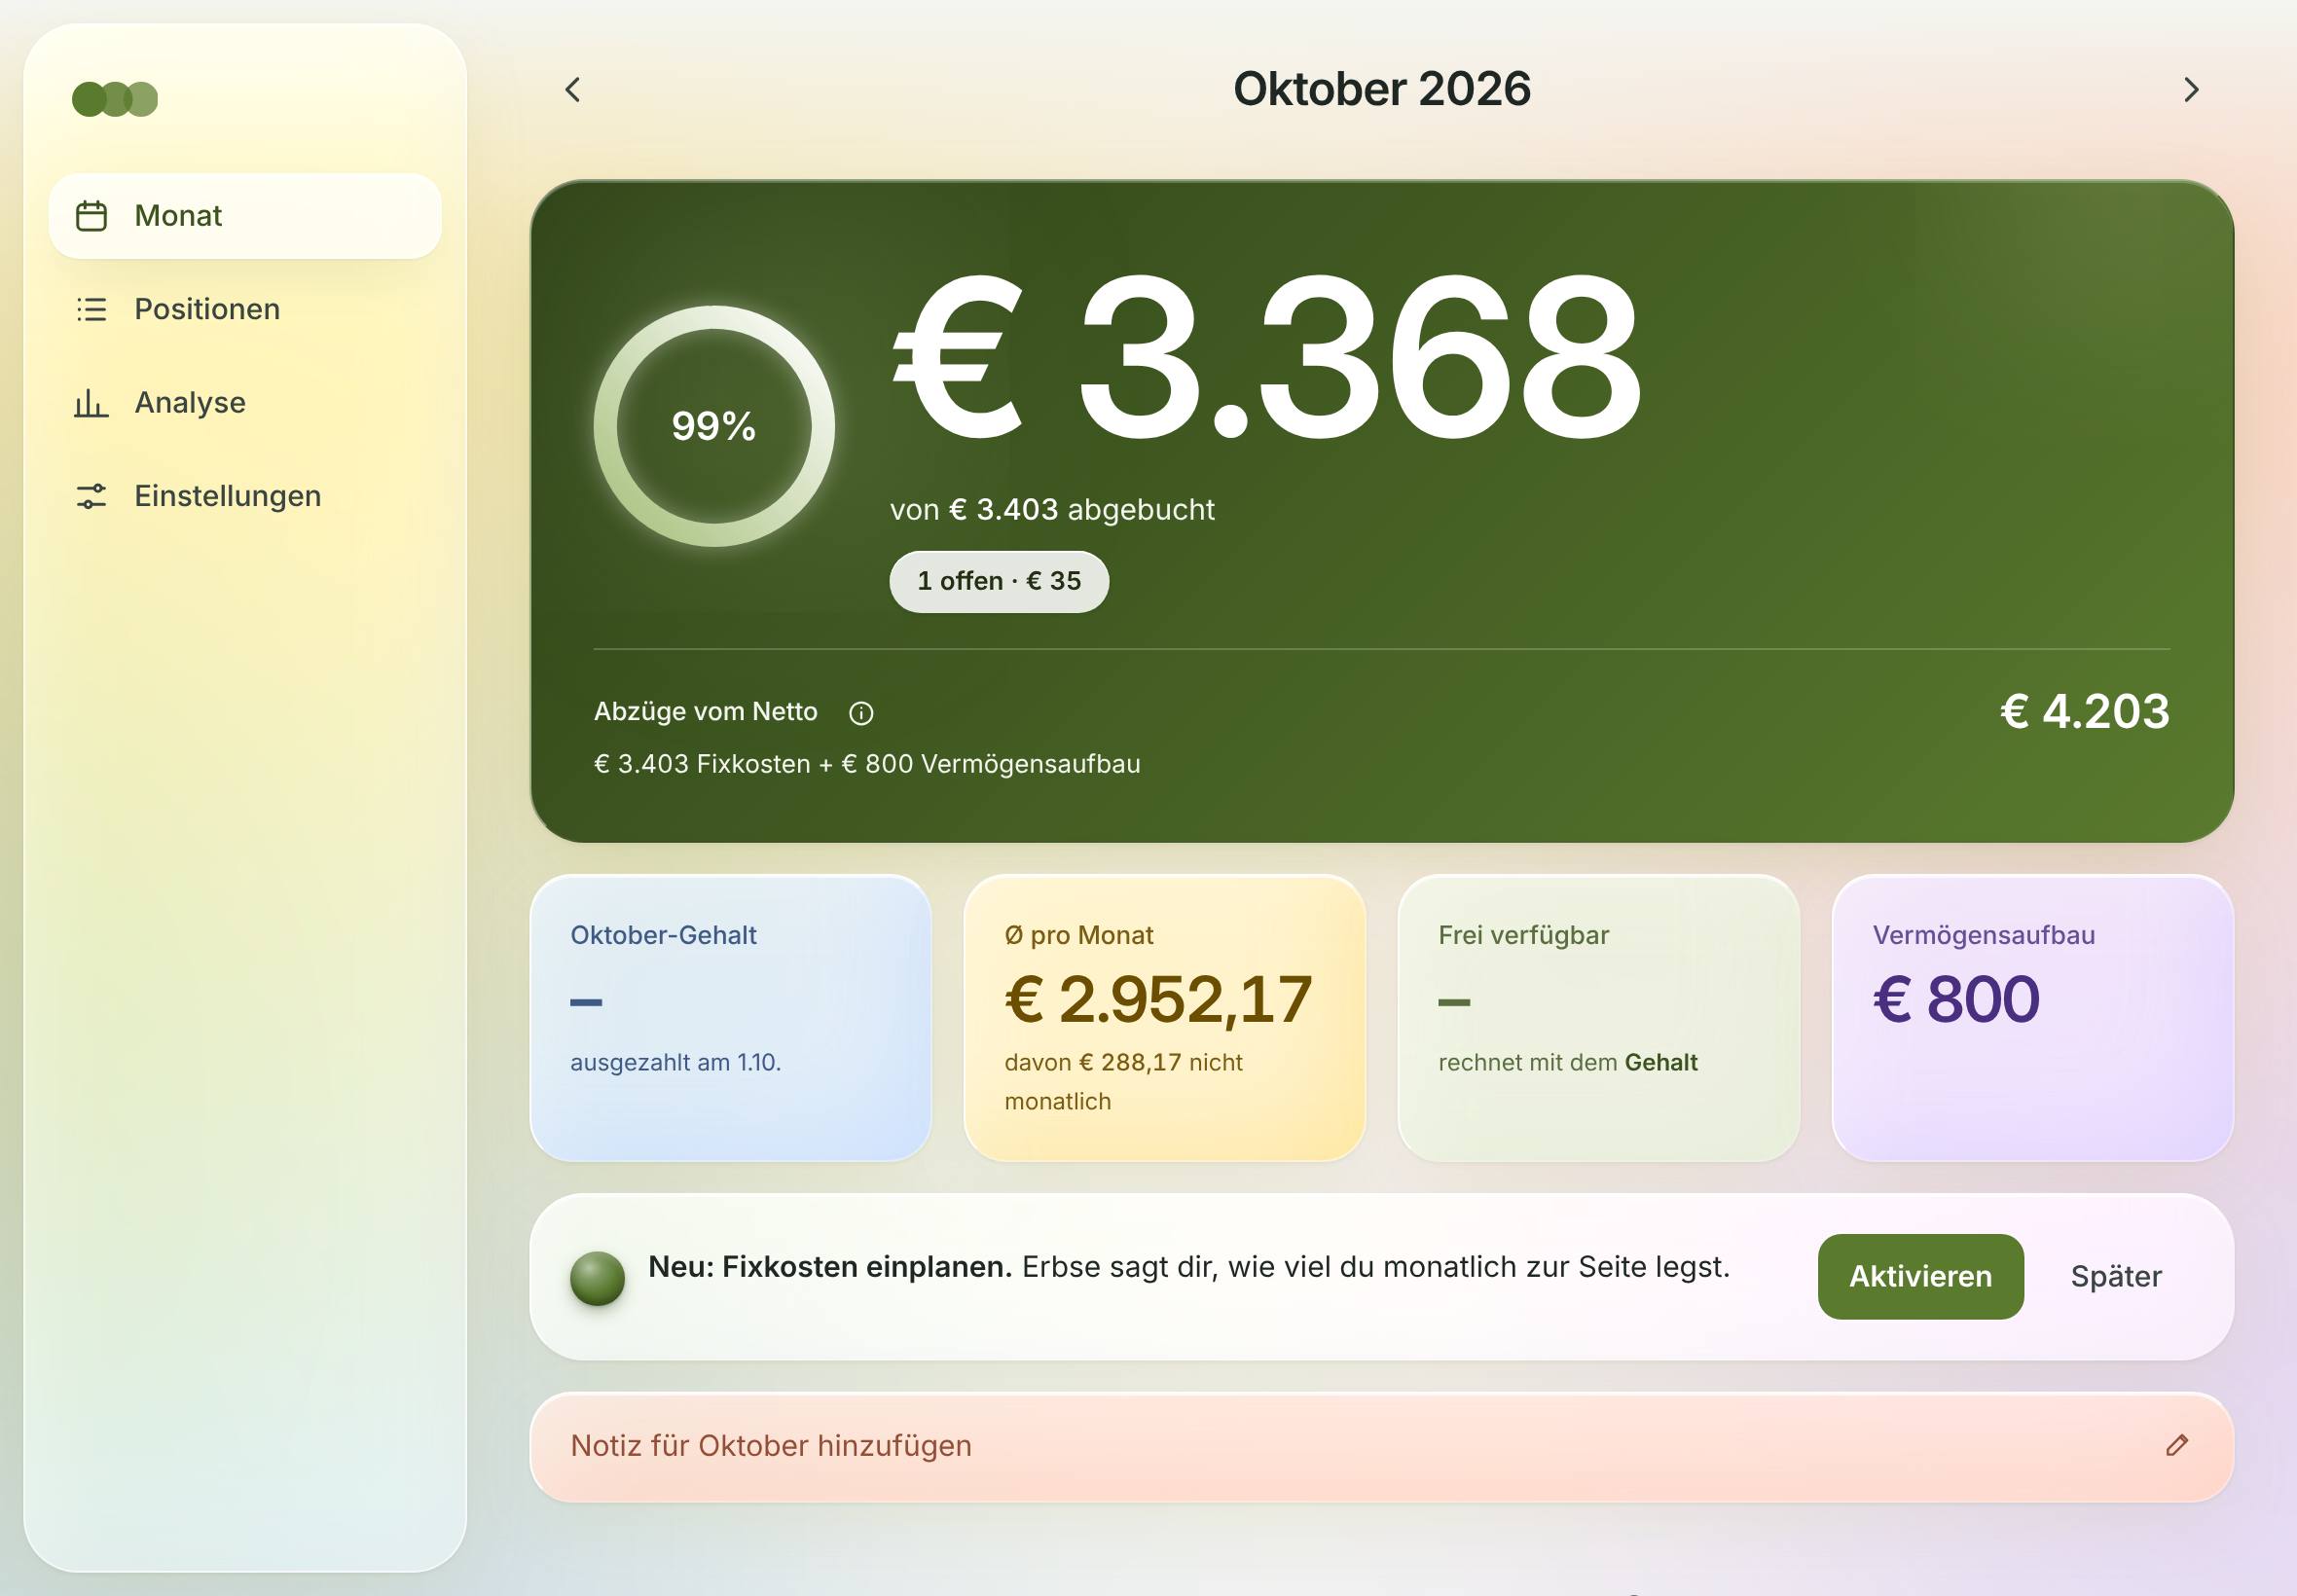 Oktober 2026
Monat
Positionen
Analyse
Einstellungen
99%
€ 3.368
von € 3.403 abgebucht
1 offen · € 35
Abzüge vom Netto
€ 4.203
€ 3.403 Fixkosten + € 800 Vermögensaufbau
Oktober-Gehalt
–
ausgezahlt am 1.10.
Ø pro Monat
€ 2.952,17
davon € 288,17 nicht
monatlich
Frei verfügbar
–
rechnet mit dem Gehalt
Vermögensaufbau
€ 800
Neu: Fixkosten einplanen. Erbse sagt dir, wie viel du monatlich zur Seite legst.
Aktivieren
Später
Notiz für Oktober hinzufügen